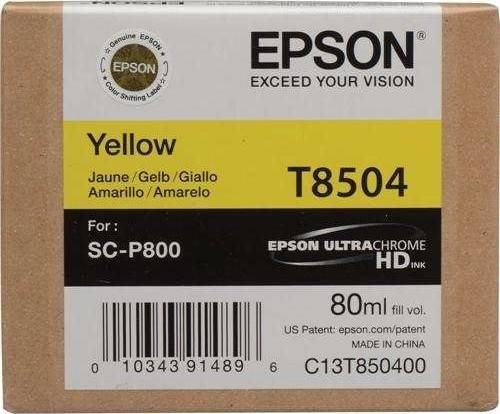 Genuine EPSON
EPSON
Color Shifting Label
EPSON®
EXCEED YOUR VISION
Yellow
Jaune/Gelb/Giallo
Amarillo/Amarelo
T8504
For :
SC-P800
EPSON ULTRACHROME
HD INK
80ml fill vol.
US Patent: epson.com/patent
MADE IN CHINA
C13T850400
0 10343 91489 6